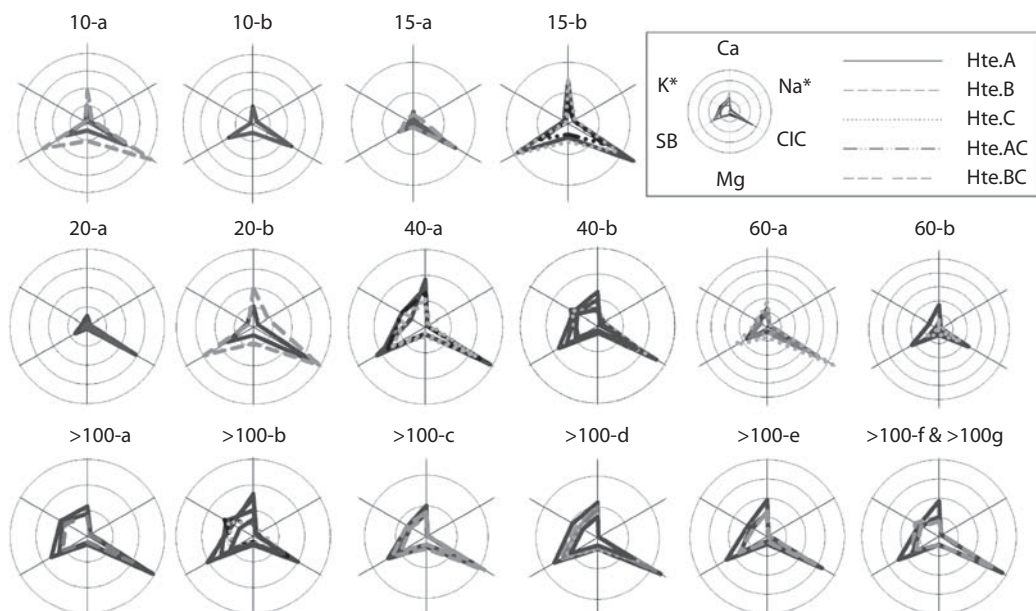 10-a 10-b 15-a 15-b
Ca
K* Na*
SB CIC
Mg
Hte.A
Hte.B
Hte.C
Hte.AC
Hte.BC
20-a 20-b 40-a 40-b 60-a 60-b
>100-a >100-b >100-c >100-d >100-e >100-f & >100g